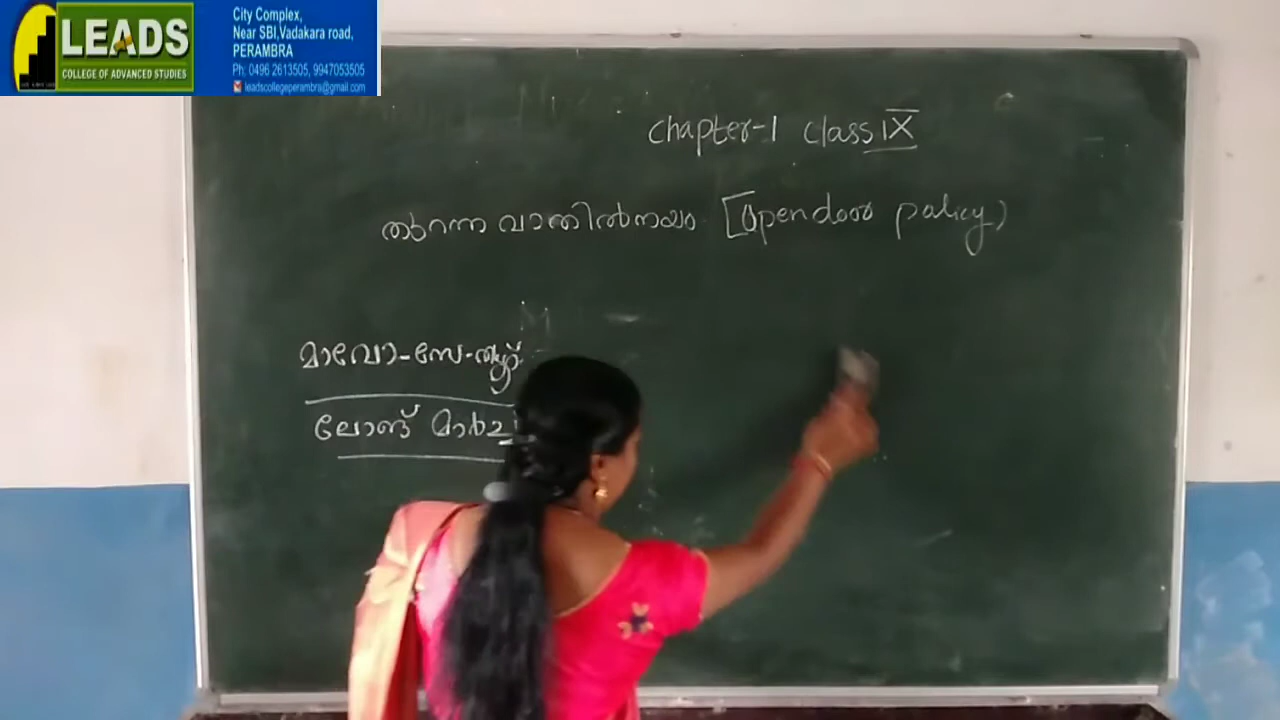 LEADS
COLLEGE OF ADVANCED STUDIES
City Complex,
Near SBI,Vadakara road,
PERAMBRA
Ph: 0496 2613505, 9947053505
leadscollegeperambra@gmail.com
Chapter-1 Class IX
തുറന്ന വാതിൽനയം [Opendoor policy)
മാവോ-സേ-തൂങ്ങ്
ലോങ് മാർച്ച